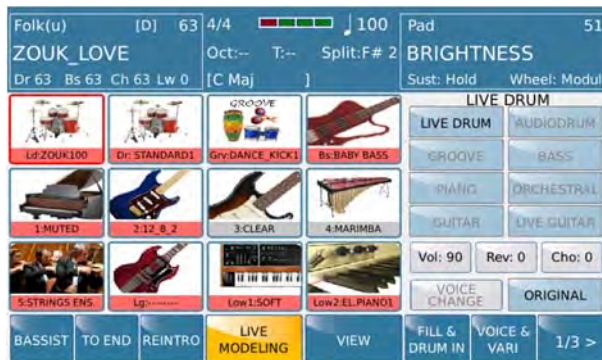 Folk(u) [D] 63
ZOUK_LOVE
Dr 63 Bs 63 Ch 63 Lw 0
4/4 100
Oct:-- T:-- Split:F# 2
[C Maj ]
Pad 51
BRIGHTNESS
Sust: Hold Wheel: Modul
GROOVE
Ld:ZOUK100
Dr: STANDARD1
Grv:DANCE_KICK1
Bs:BABY BASS
1:MUTED
2:12_8_2
3:CLEAR
4:MARIMBA
5:STRINGS ENS.
Lg:--------
Low1:SOFT
Low2:EL.PIANO1
LIVE DRUM
LIVE DRUM
AUDIODRUM
GROOVE
BASS
PIANO
ORCHESTRAL
GUITAR
LIVE GUITAR
Vol: 90
Rev: 0
Cho: 0
VOICE
CHANGE
ORIGINAL
BASSIST
TO END
REINTRO
LIVE
MODELING
VIEW
FILL &
DRUM IN
VOICE &
VARI
1/3 >